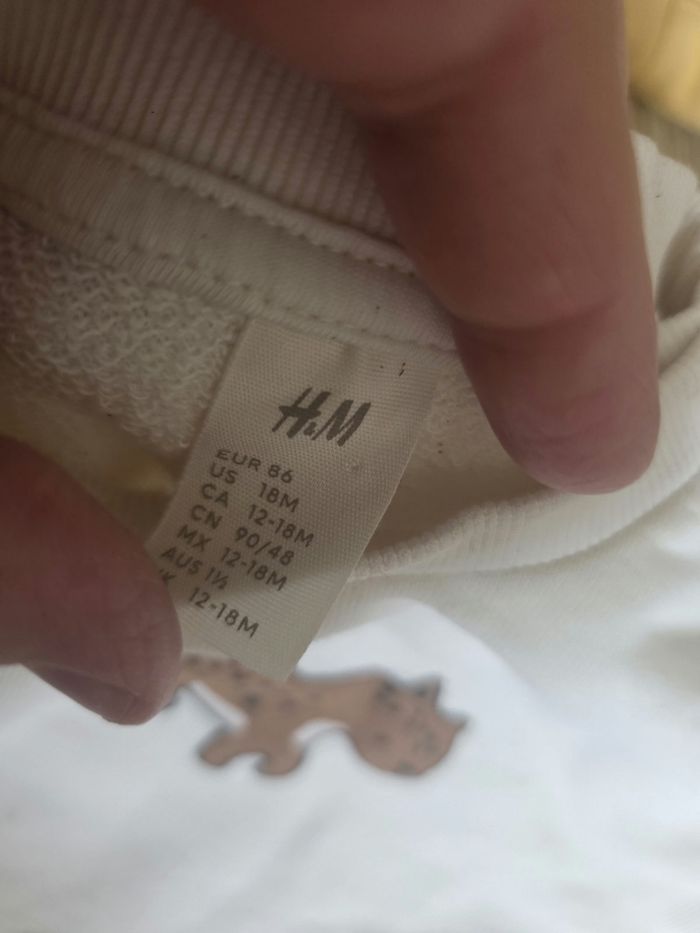 H&M
EUR 86
US 18M
CA 12-18M
CN 90/48
MX 12-18M
AUS 1½
K 12-18M